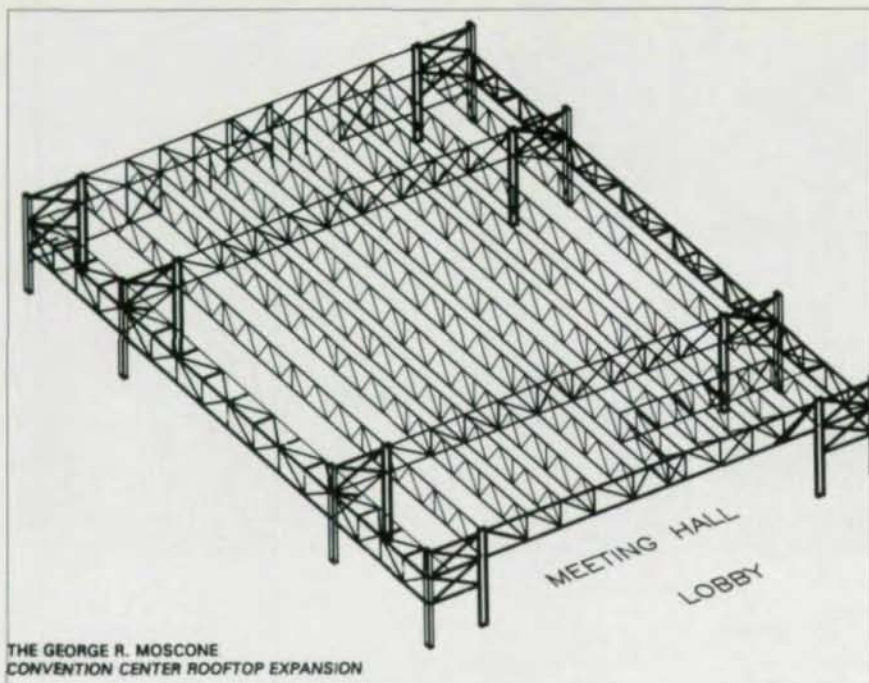 MEETING HALL
LOBBY
THE GEORGE R. MOSCONE
CONVENTION CENTER ROOFTOP EXPANSION